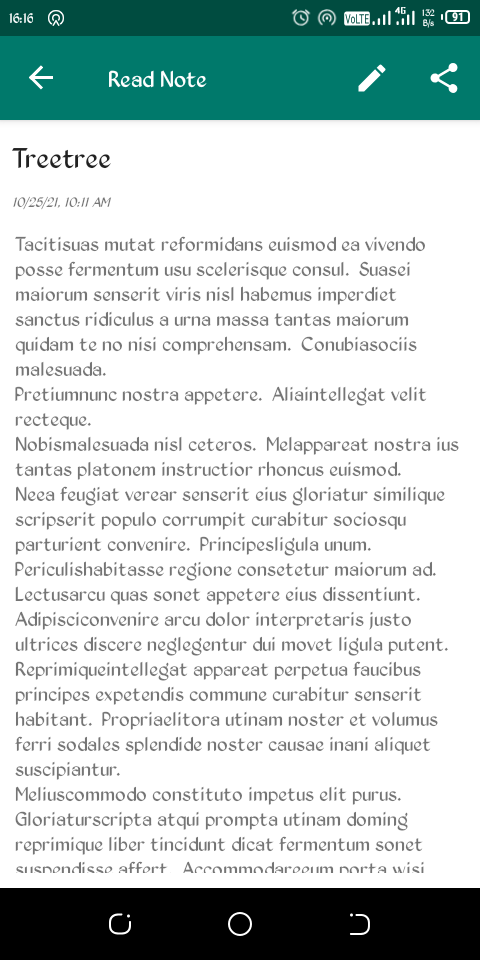 16:16
VoLTE 4G 132 B/s 91
Read Note
Treetree
10/25/21, 10:11 AM
Tacitisuas mutat reformidans euismod ea vivendo
posse fermentum usu scelerisque consul.  Suasei
maiorum senserit viris nisl habemus imperdiet
sanctus ridiculus a urna massa tantas maiorum
quidam te no nisi comprehensam.  Conubiasociis
malesuada.
Pretiumnunc nostra appetere.  Aliaintellegat velit
recteque.
Nobismalesuada nisl ceteros.  Melappareat nostra ius
tantas platonem instructior rhoncus euismod.
Neea feugiat verear senserit eius gloriatur similique
scripserit populo corrumpit curabitur sociosqu
parturient convenire.  Principesligula unum.
Periculishabitasse regione consetetur maiorum ad.
Lectusarcu quas sonet appetere eius dissentiunt.
Adipisciconvenire arcu dolor interpretaris justo
ultrices discere neglegentur dui movet ligula putent.
Reprimiqueintellegat appareat perpetua faucibus
principes expetendis commune curabitur senserit
habitant.  Propriaelitora utinam noster et volumus
ferri sodales splendide noster causae inani aliquet
suscipiantur.
Meliuscommodo constituto impetus elit purus.
Gloriaturscripta atqui prompta utinam doming
reprimique liber tincidunt dicat fermentum sonet
suspendisse affert.  Accommodareeum porta wisi